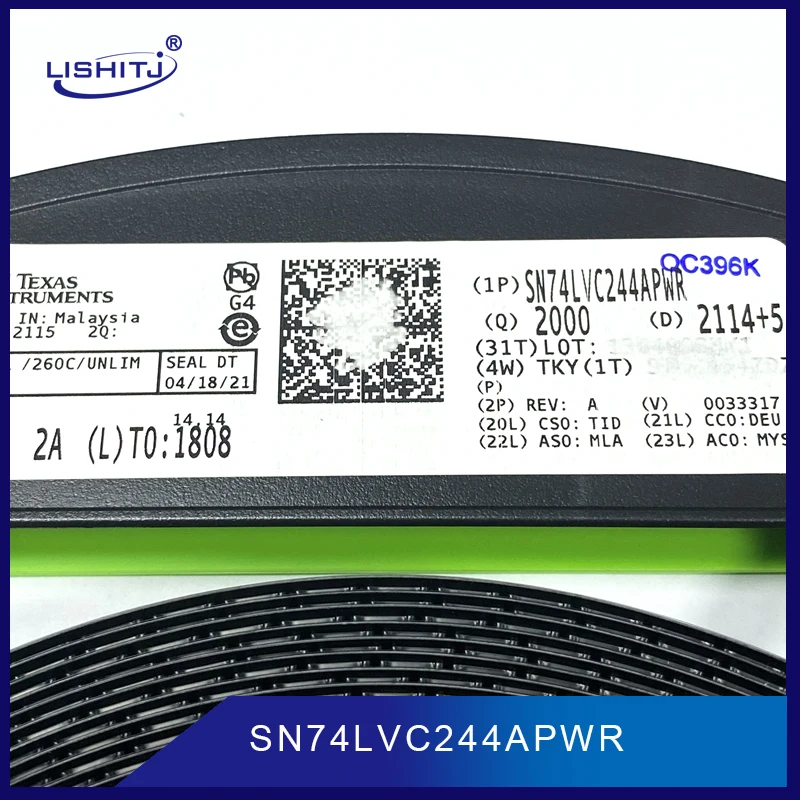 LISHITJ ®
TEXAS
TRUMENTS
IN: Malaysia
2115 2Q:
/260C/UNLIM
SEAL DT
04/18/21
Pb
G4
e
14.14
2A (L)TO:1808
QC396K
(1P) SN74LVC244APWR
(Q) 2000 (D) 2114+5
(31T)LOT:
(4W) TKY(1T)
(P)
(2P) REV: A (V) 0033317
(20L) CSO: TID (21L) CCO:DEU
(22L) ASO: MLA (23L) ACO: MYS
SN74LVC244APWR